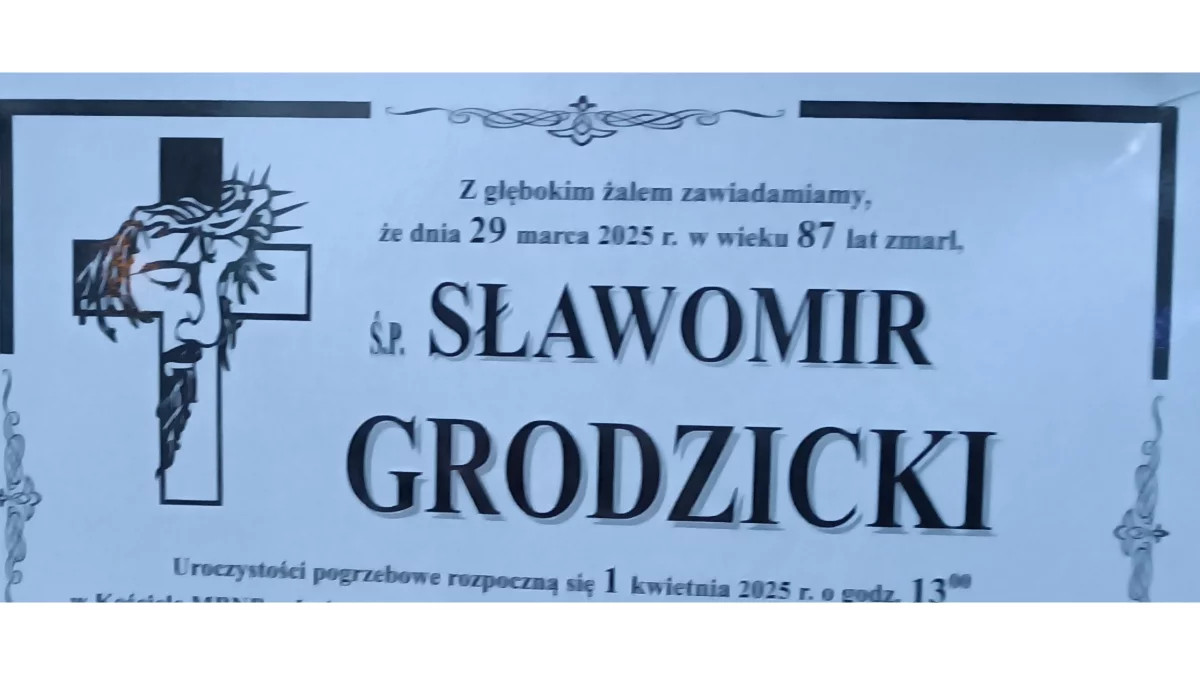 Z głębokim żalem zawiadamiamy,
że dnia 29 marca 2025 r. w wieku 87 lat zmarł,
Ś.P. SŁAWOMIR
GRODZICKI
Uroczystości pogrzebowe rozpoczną się 1 kwietnia 2025 r. o godz. 13⁰⁰
w Kościele